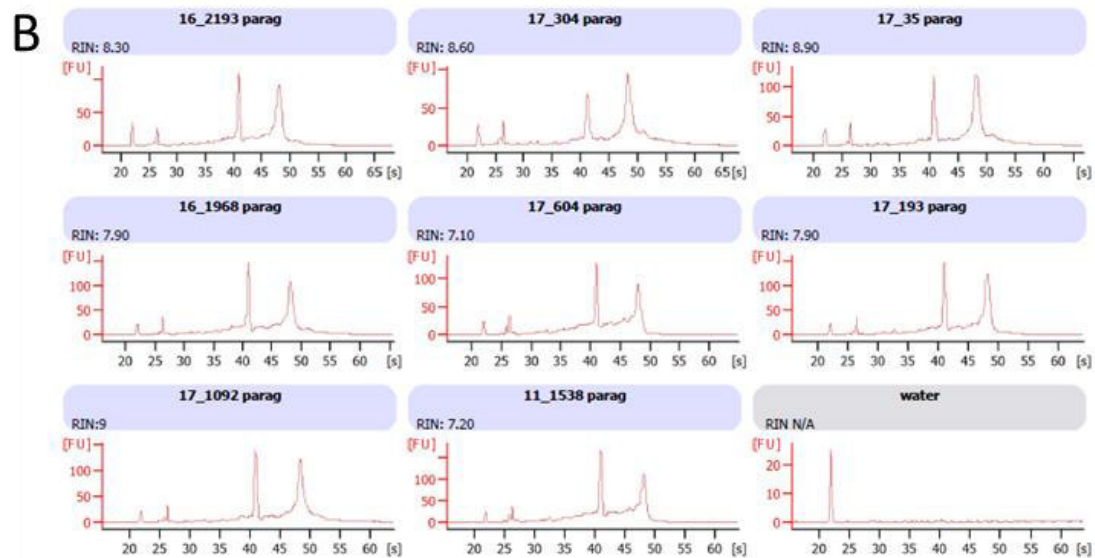 B
16_2193 parag
RIN: 8.30
[FU]
50
0
20 25 30 35 40 45 50 55 60 65 [s]
17_304 parag
RIN: 8.60
[FU]
50
0
20 25 30 35 40 45 50 55 60 65 [s]
17_35 parag
RIN: 8.90
[FU]
100
50
0
20 25 30 35 40 45 50 55 60 [s]
16_1968 parag
RIN: 7.90
[FU]
100
50
0
20 25 30 35 40 45 50 55 60 [s]
17_604 parag
RIN: 7.10
[FU]
100
50
0
20 25 30 35 40 45 50 55 60 [s]
17_193 parag
RIN: 7.90
[FU]
100
50
0
20 25 30 35 40 45 50 55 60 [s]
17_1092 parag
RIN:9
[FU]
100
50
0
20 25 30 35 40 45 50 55 60 [s]
11_1538 parag
RIN: 7.20
[FU]
100
50
0
20 25 30 35 40 45 50 55 60 [s]
water
RIN N/A
[FU]
20
10
0
20 25 30 35 40 45 50 55 60 [s]